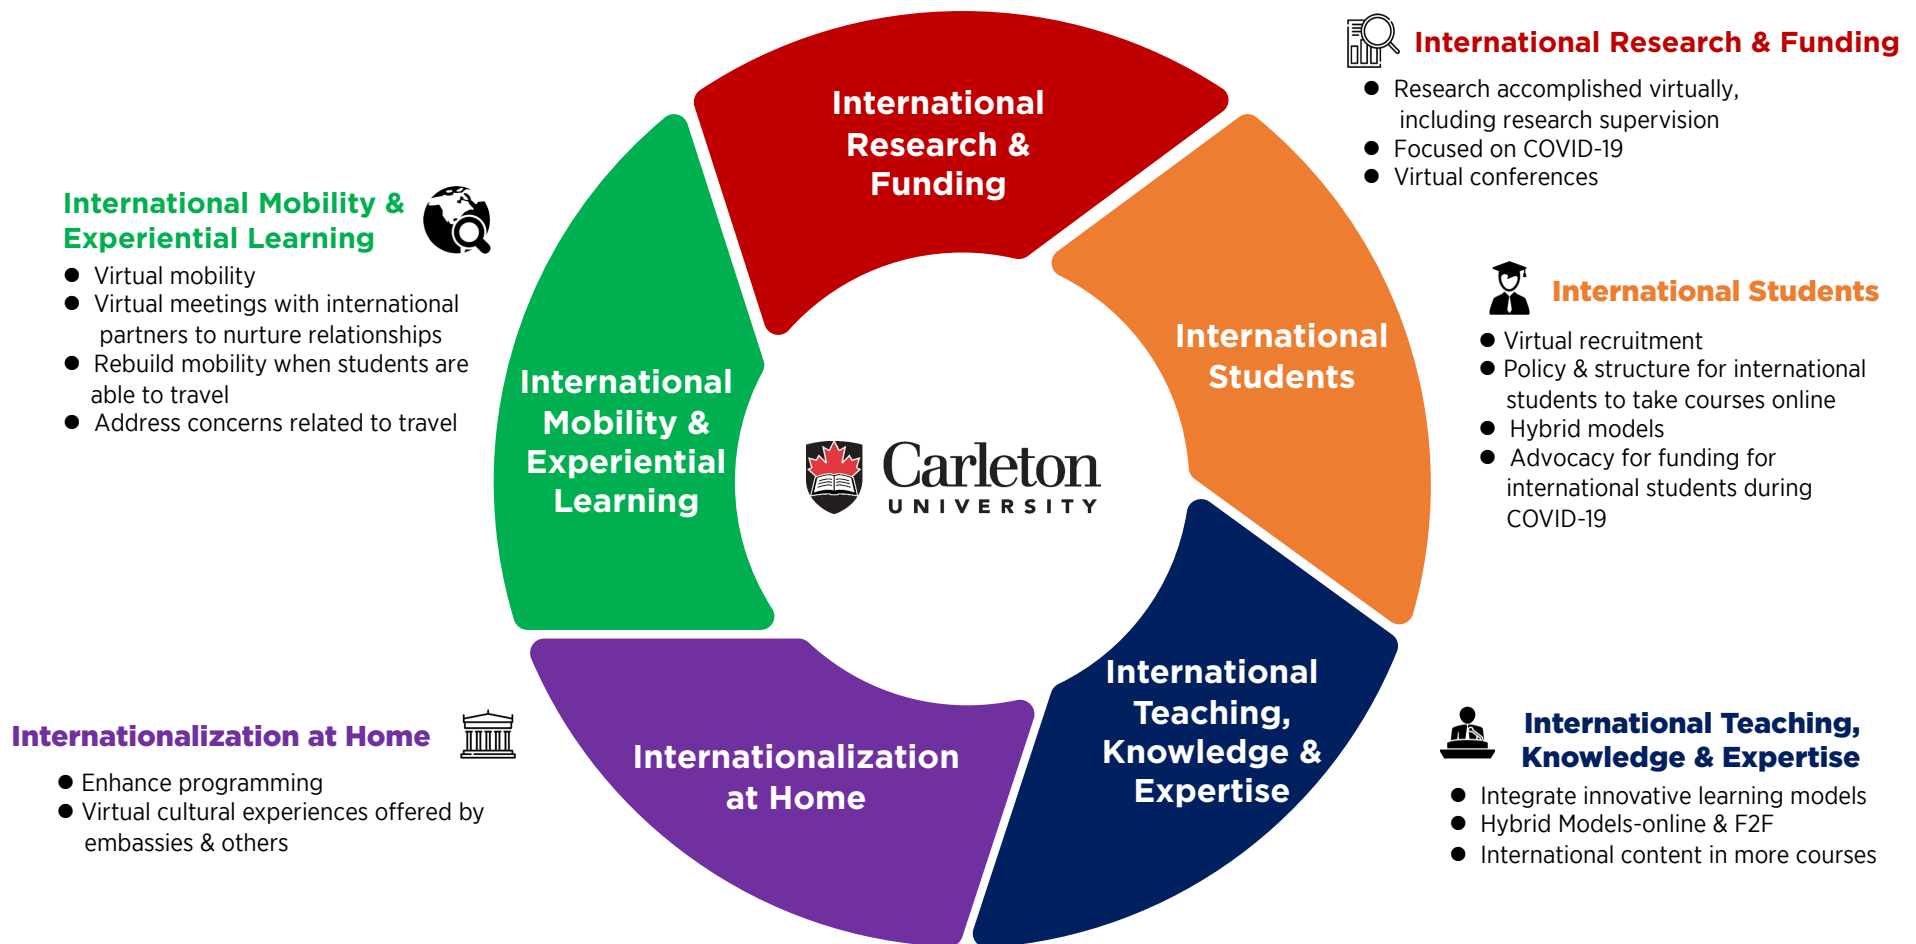 International
Research &
Funding
International
Students
International
Teaching,
Knowledge &
Expertise
Internationalization
at Home
International
Mobility &
Experiential
Learning
Carleton
UNIVERSITY
International Research & Funding
● Research accomplished virtually,
including research supervision
● Focused on COVID-19
● Virtual conferences
International Students
● Virtual recruitment
● Policy & structure for international
students to take courses online
● Hybrid models
● Advocacy for funding for
international students during
COVID-19
International Teaching,
Knowledge & Expertise
● Integrate innovative learning models
● Hybrid Models-online & F2F
● International content in more courses
Internationalization at Home
● Enhance programming
● Virtual cultural experiences offered by
embassies & others
International Mobility &
Experiential Learning
● Virtual mobility
● Virtual meetings with international
partners to nurture relationships
● Rebuild mobility when students are
able to travel
● Address concerns related to travel